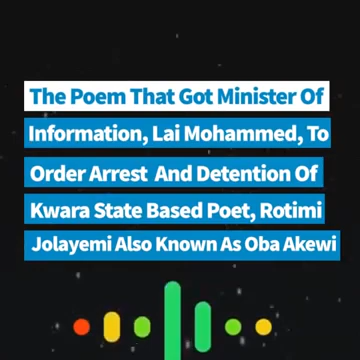 The Poem That Got Minister Of
Information, Lai Mohammed, To
Order Arrest And Detention Of
Kwara State Based Poet, Rotimi
Jolayemi Also Known As Oba Akewi